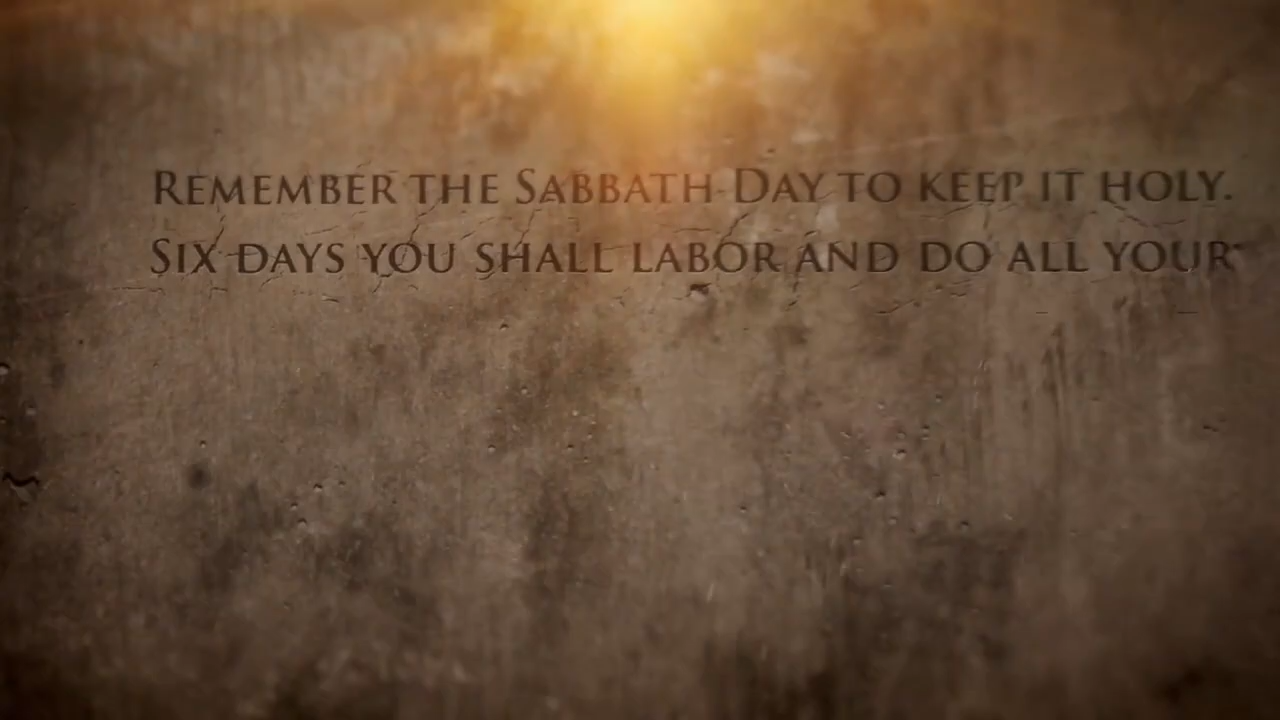 Remember the Sabbath Day to keep it holy.
Six days you shall labor and do all your